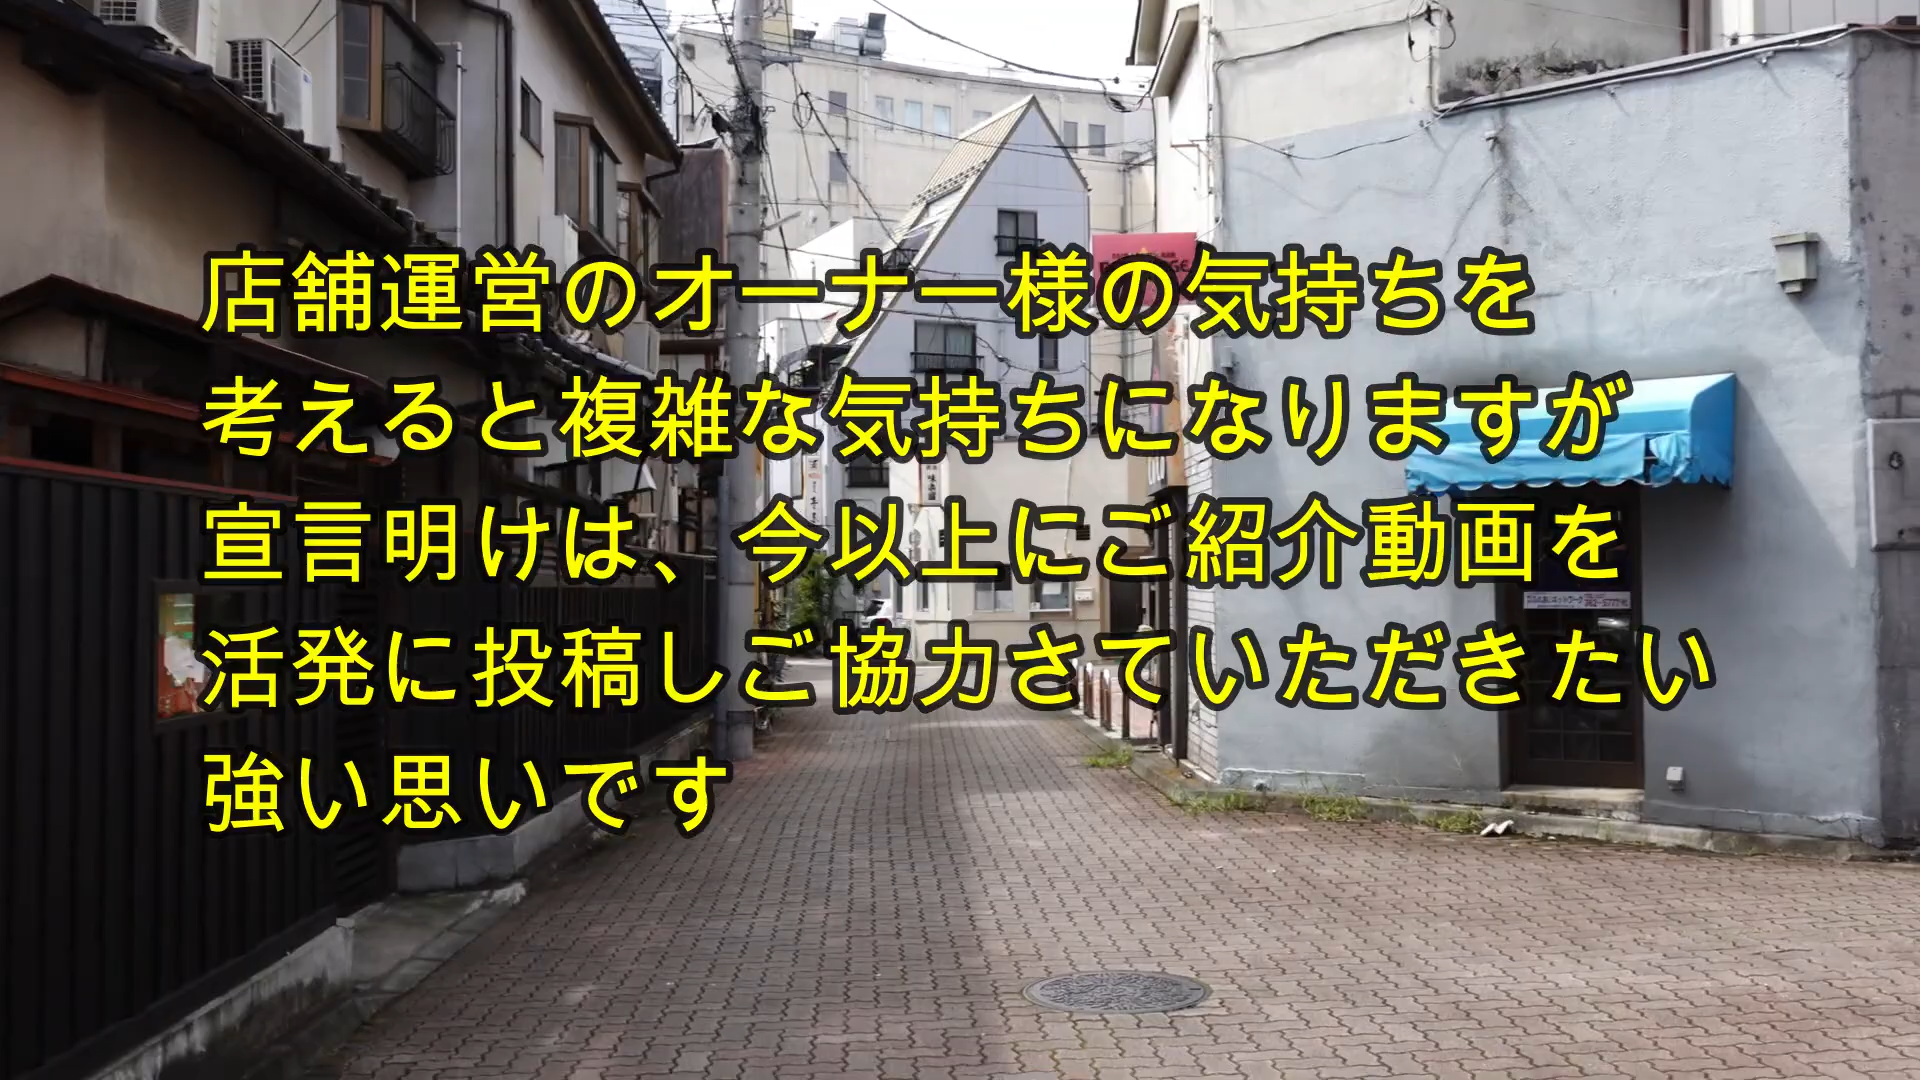 店舗運営のオーナー様の気持ちを
考えると複雑な気持ちになりますが
宣言明けは、今以上にご紹介動画を
活発に投稿しご協力さていただきたい
強い思いです